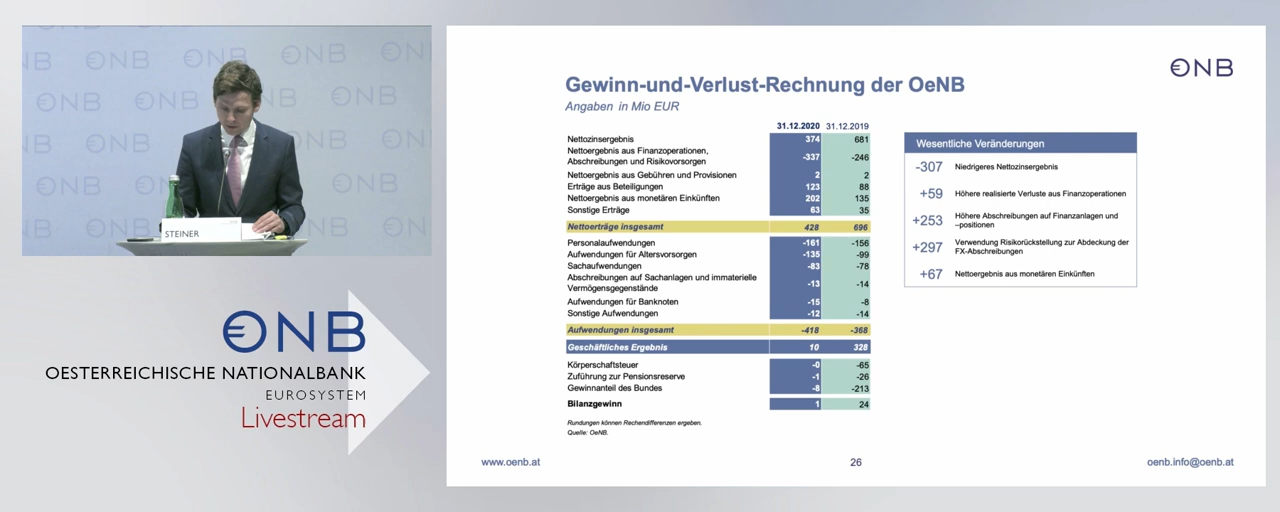 ONB ONB ONB ONB
STEINER
€ONB
OESTERREICHISCHE NATIONALBANK
EUROSYSTEM
Livestream
€NB
Gewinn-und-Verlust-Rechnung der OeNB
Angaben in Mio EUR
31.12.2020 31.12.2019
Nettozinsergebnis 374 681
Nettoergebnis aus Finanzoperationen,
Abschreibungen und Risikovorsorgen -337 -246
Nettoergebnis aus Gebühren und Provisionen 2 2
Erträge aus Beteiligungen 123 88
Nettoergebnis aus monetären Einkünften 202 135
Sonstige Erträge 63 35
Nettoerträge insgesamt 428 696
Personalaufwendungen -161 -156
Aufwendungen für Altersvorsorgen -135 -99
Sachaufwendungen -83 -78
Abschreibungen auf Sachanlagen und immaterielle
Vermögensgegenstände -13 -14
Aufwendungen für Banknoten -15 -8
Sonstige Aufwendungen -12 -14
Aufwendungen insgesamt -418 -368
Geschäftliches Ergebnis 10 328
Körperschaftsteuer -0 -65
Zuführung zur Pensionsreserve -1 -26
Gewinnanteil des Bundes -8 -213
Bilanzgewinn 1 24
Rundungen können Rechendifferenzen ergeben.
Quelle: OeNB.
Wesentliche Veränderungen
-307 Niedrigeres Nettozinsergebnis
+59 Höhere realisierte Verluste aus Finanzoperationen
+253 Höhere Abschreibungen auf Finanzanlagen und
–positionen
+297 Verwendung Risikorückstellung zur Abdeckung der
FX-Abschreibungen
+67 Nettoergebnis aus monetären Einkünften
www.oenb.at 26 oenb.info@oenb.at